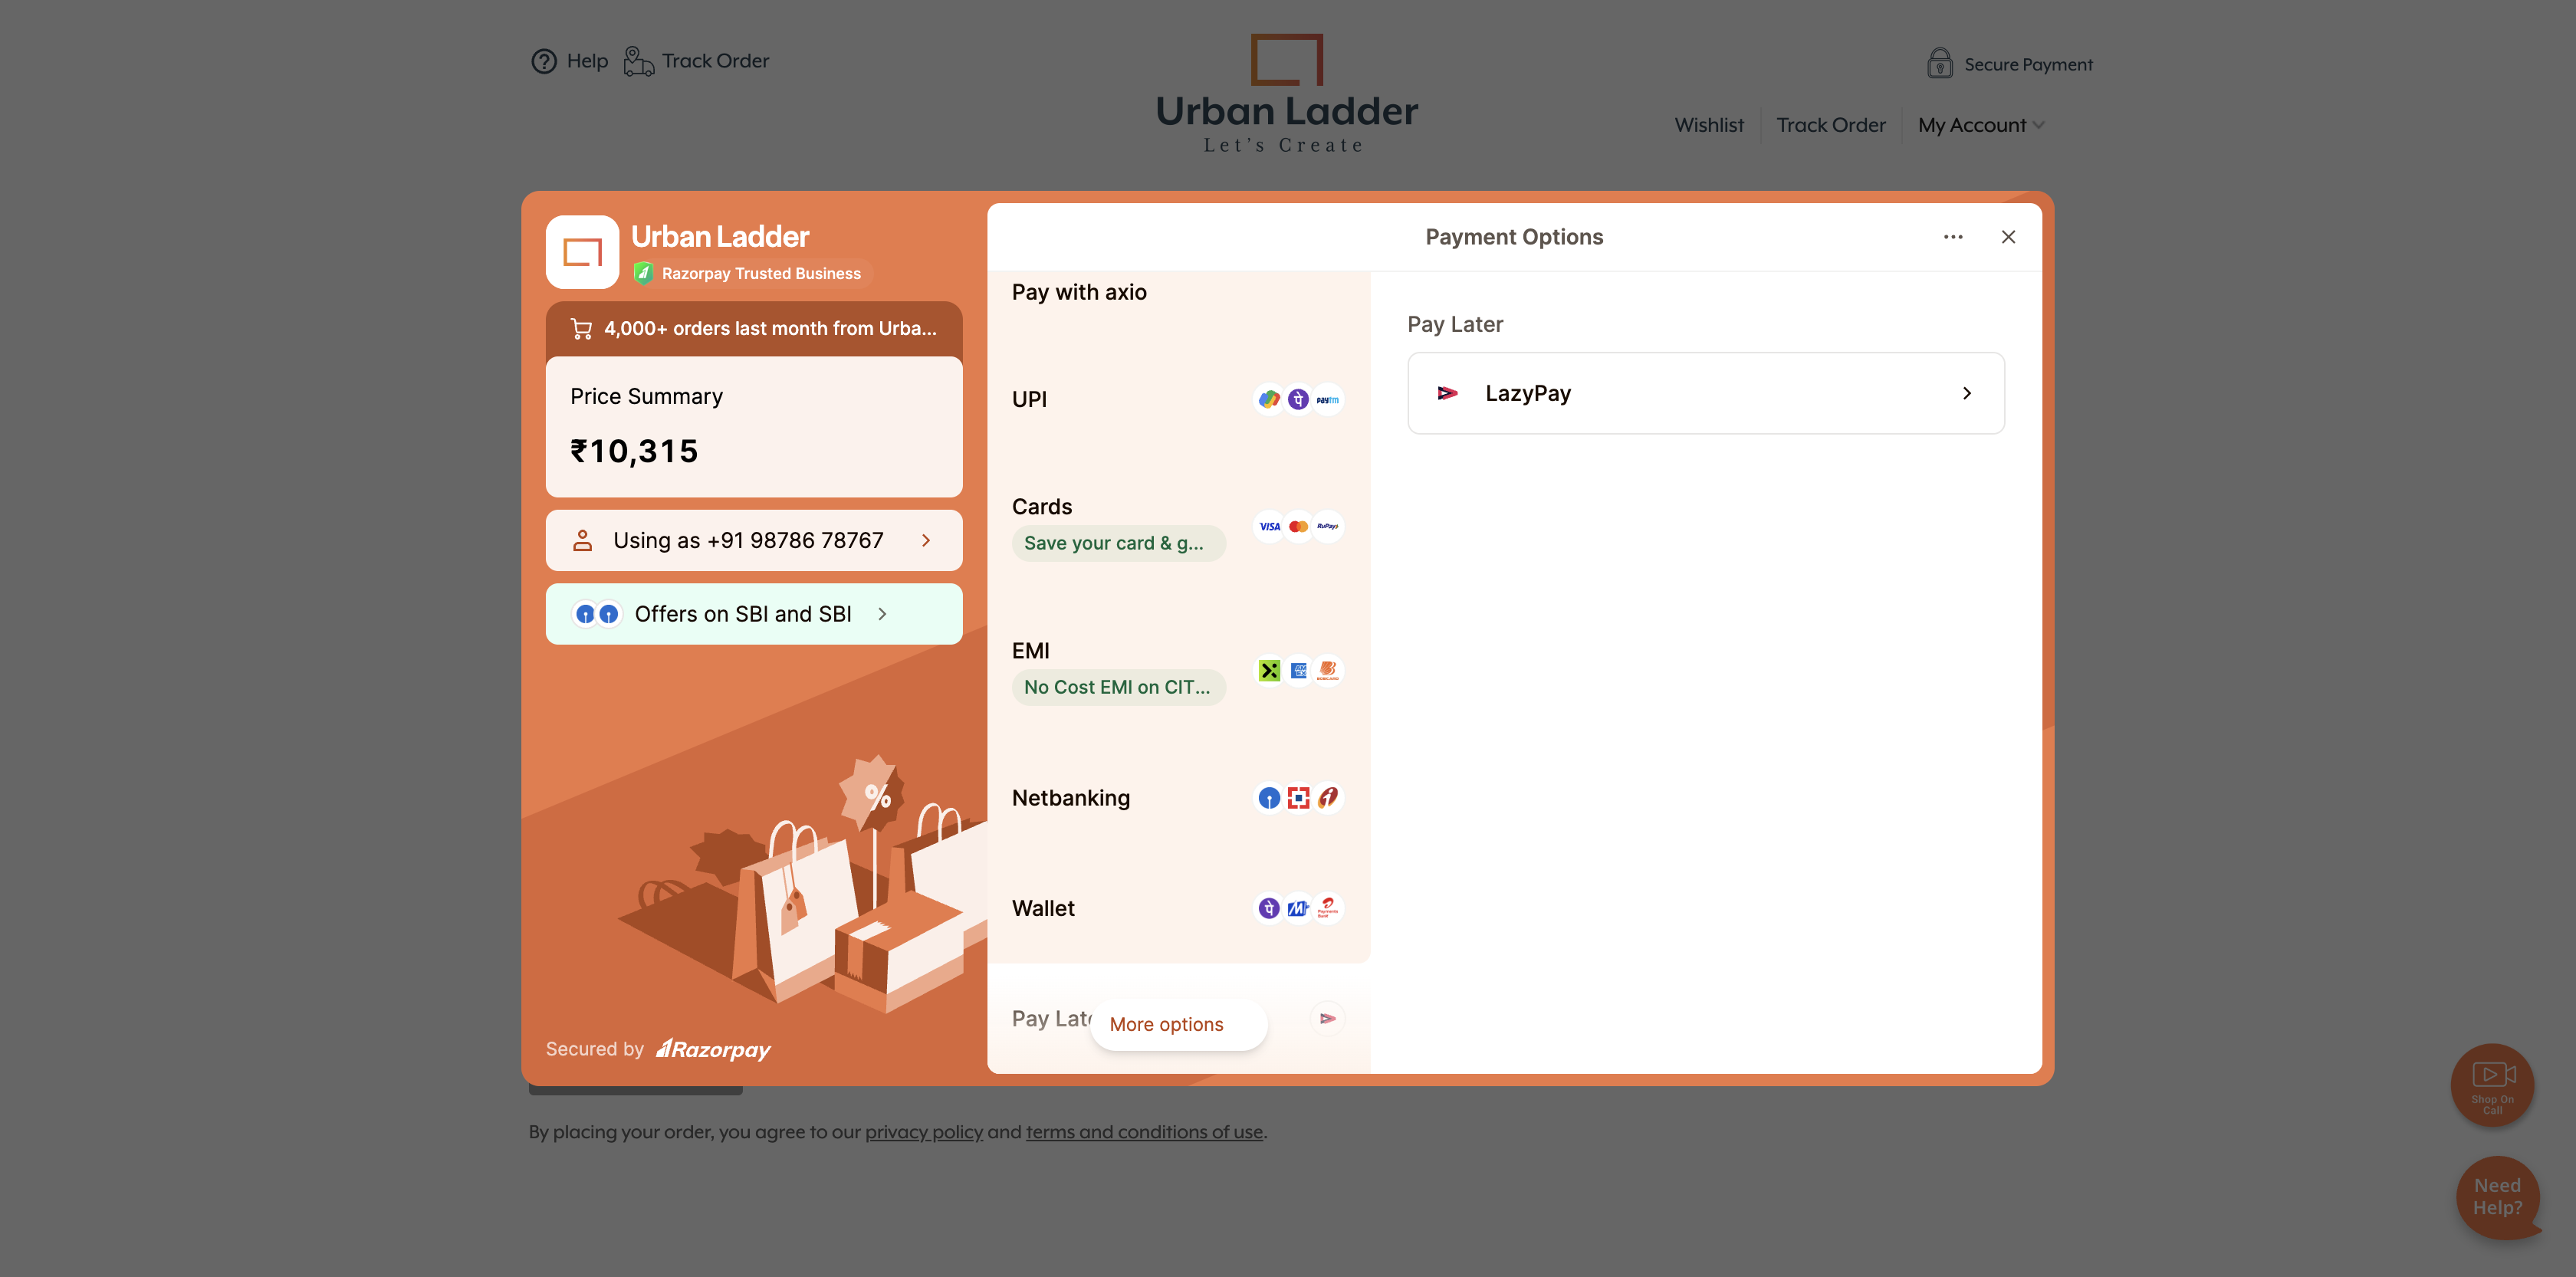 Help
Track Order
Urban Ladder
Let's Create
Secure Payment
Wishlist
Track Order
My Account
Urban Ladder
Razorpay Trusted Business
4,000+ orders last month from Urba...
Price Summary
₹10,315
Using as +91 98786 78767
Offers on SBI and SBI
%
Secured by Razorpay
Payment Options
Pay with axio
UPI
paytm
Cards
Save your card & g...
VISA
RuPay
EMI
No Cost EMI on CIT...
Netbanking
Wallet
Pay Late
More options
Pay Later
LazyPay
By placing your order, you agree to our privacy policy and terms and conditions of use.
Shop On
Call
Need
Help?